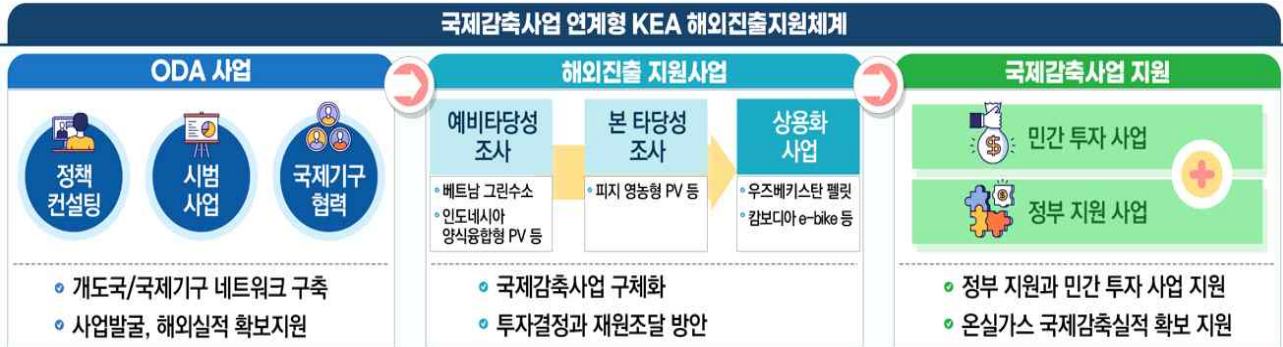 국제감축사업 연계형 KEA 해외진출지원체계
ODA 사업
정책
컨설팅
시범
사업
국제기구
협력
개도국/국제기구 네트워크 구축
사업발굴, 해외실적 확보지원
해외진출 지원사업
예비타당성
조사
베트남 그린수소
인도네시아
양식융합형 PV 등
본 타당성
조사
피지 영농형 PV 등
상용화
사업
우즈베키스탄 펠릿
캄보디아 e-bike 등
국제감축사업 구체화
투자결정과 재원조달 방안
국제감축사업 지원
민간 투자 사업
정부 지원 사업
정부 지원과 민간 투자 사업 지원
온실가스 국제감축실적 확보 지원